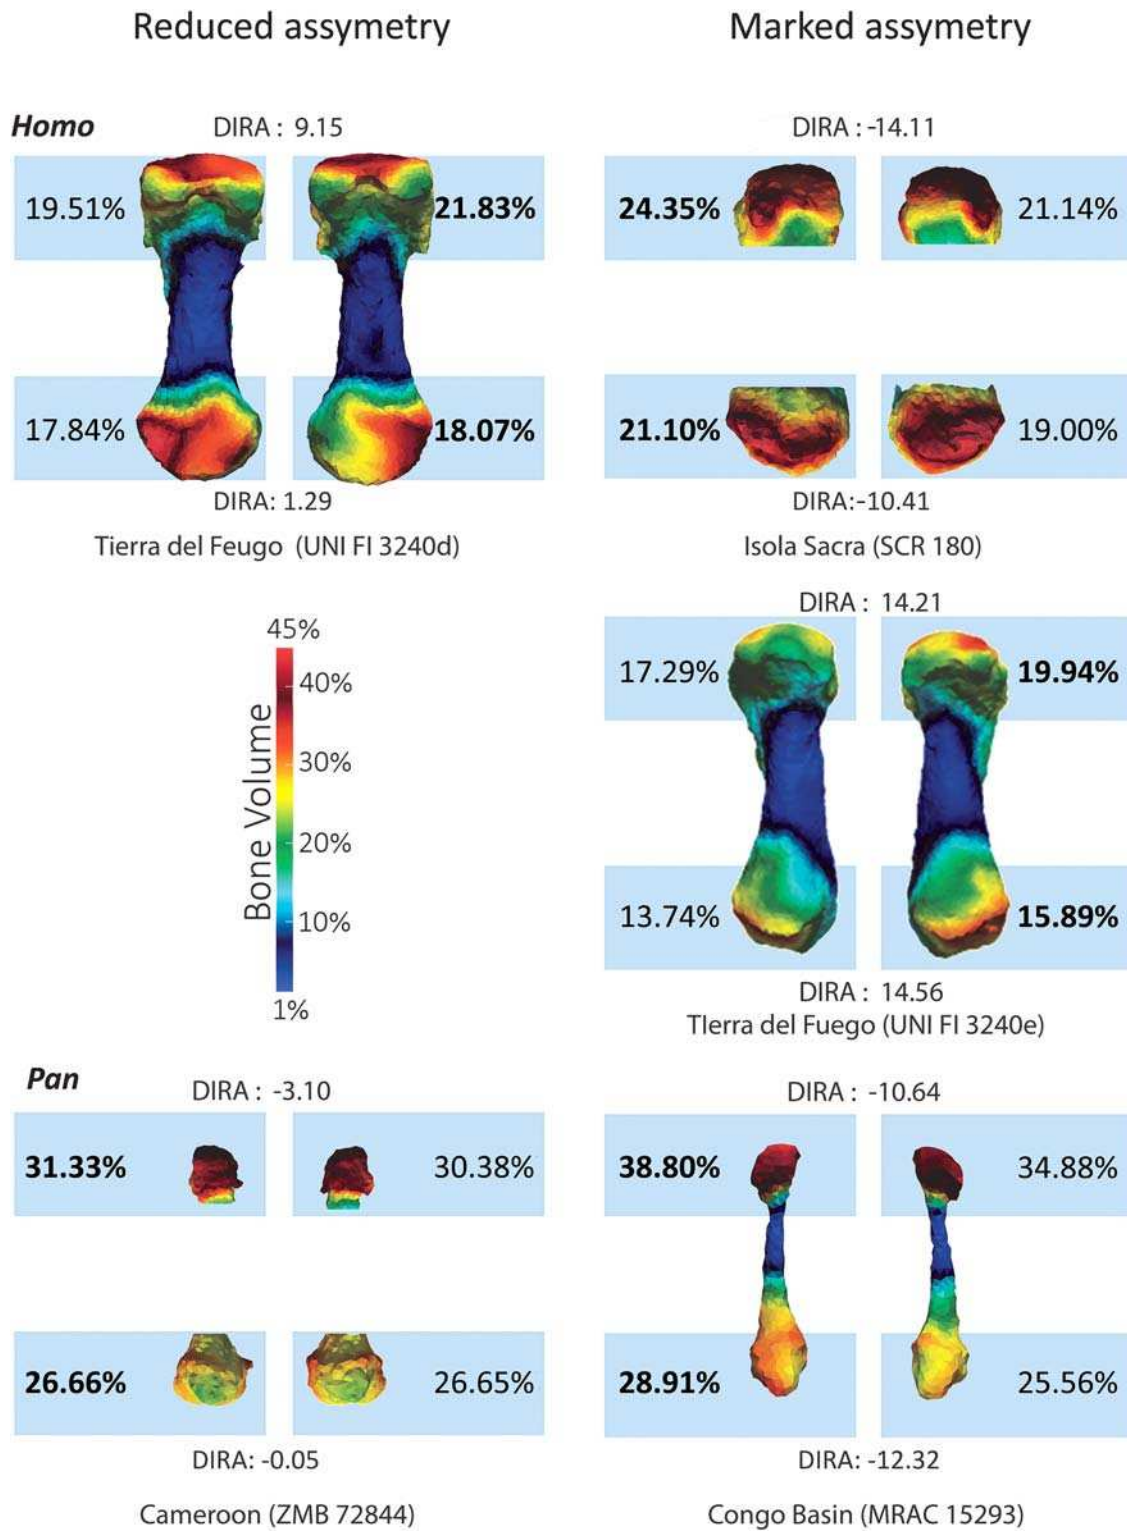 Reduced assymetry
Marked assymetry
Homo
DIRA : 9.15
19.51%
21.83%
17.84%
18.07%
DIRA: 1.29
Tierra del Feugo (UNI FI 3240d)
DIRA : -14.11
24.35%
21.14%
21.10%
19.00%
DIRA:-10.41
Isola Sacra (SCR 180)
45%
40%
30%
20%
10%
1%
Bone Volume
DIRA : 14.21
17.29%
19.94%
13.74%
15.89%
DIRA : 14.56
TIerra del Fuego (UNI FI 3240e)
Pan
DIRA : -3.10
31.33%
30.38%
26.66%
26.65%
DIRA: -0.05
Cameroon (ZMB 72844)
DIRA : -10.64
38.80%
34.88%
28.91%
25.56%
DIRA: -12.32
Congo Basin (MRAC 15293)